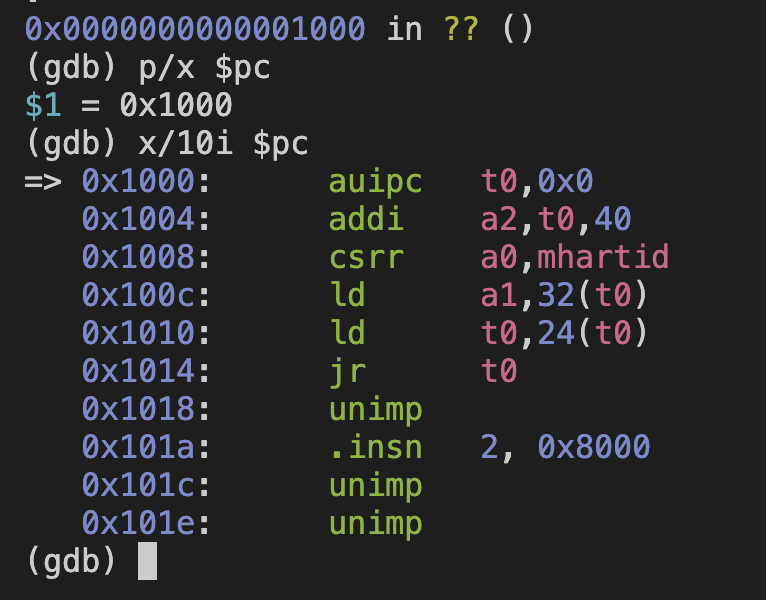 0x0000000000001000 in ?? ()
(gdb) p/x $pc
$1 = 0x1000
(gdb) x/10i $pc
=> 0x1000:      auipc   t0,0x0
   0x1004:      addi    a2,t0,40
   0x1008:      csrr    a0,mhartid
   0x100c:      ld      a1,32(t0)
   0x1010:      ld      t0,24(t0)
   0x1014:      jr      t0
   0x1018:      unimp
   0x101a:      .insn   2, 0x8000
   0x101c:      unimp
   0x101e:      unimp
(gdb)